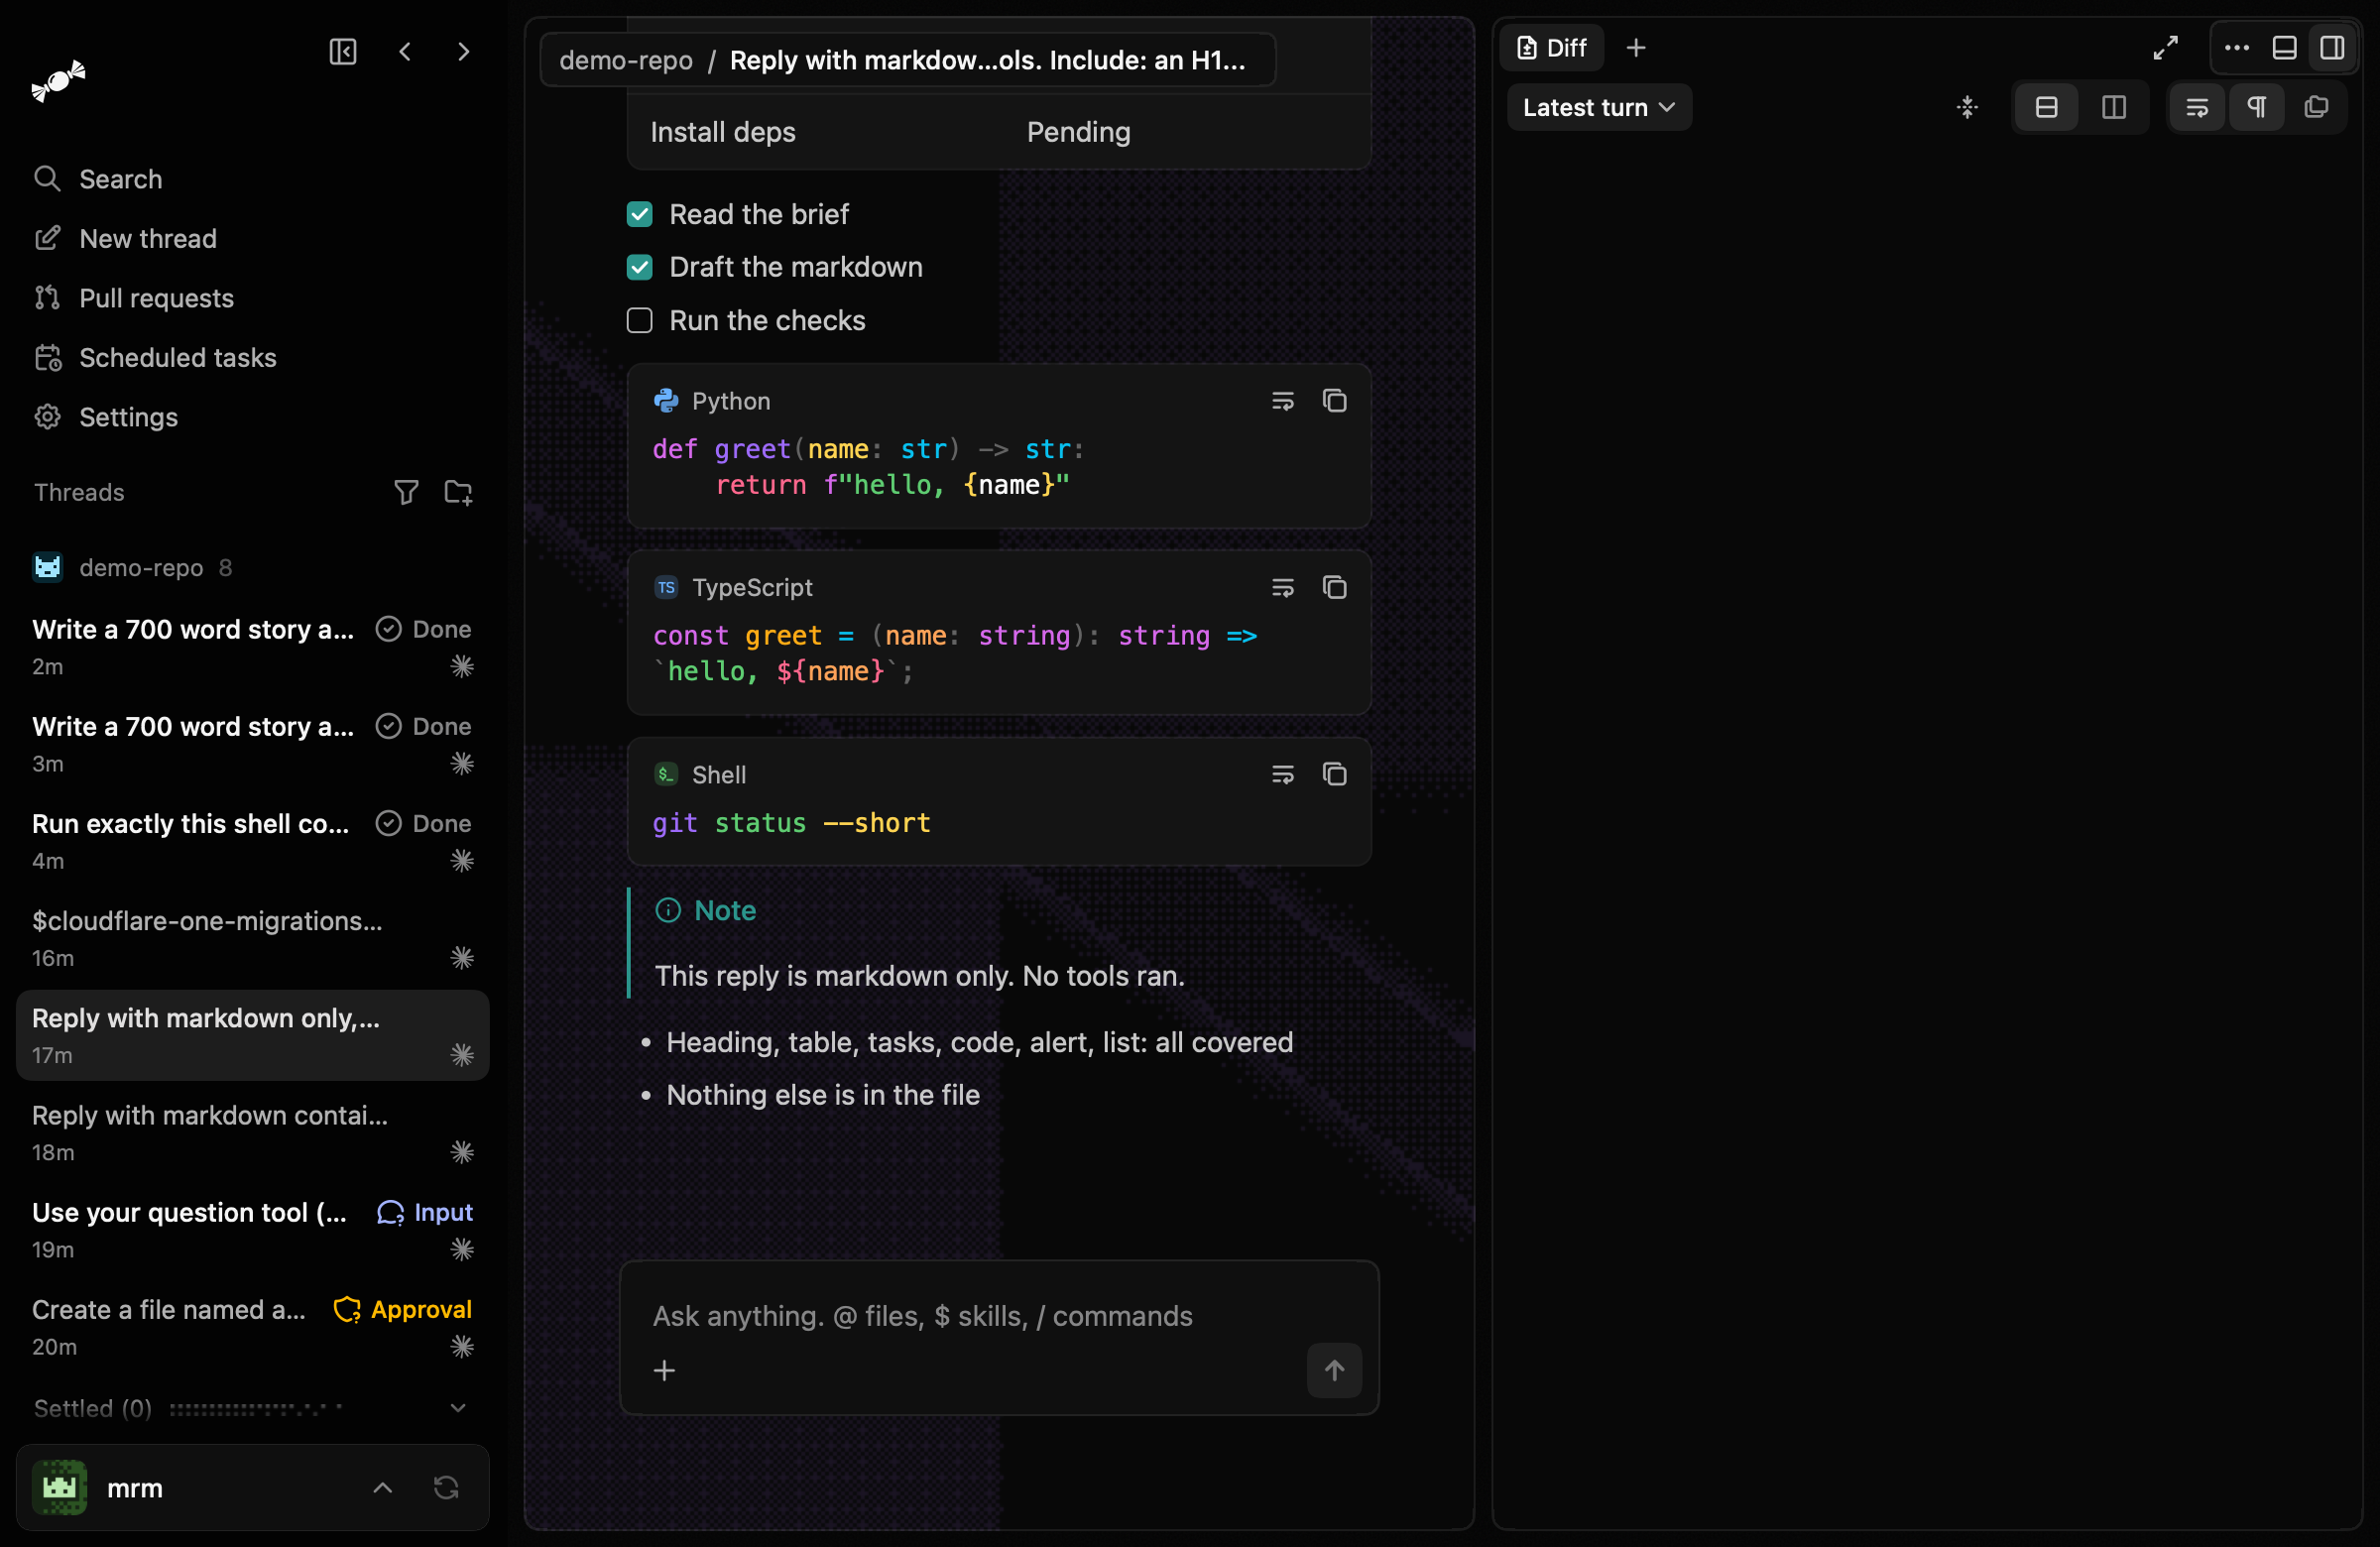 Search
New thread
Pull requests
Scheduled tasks
Settings
Threads
demo-repo 8
Write a 700 word story a... Done
2m
Write a 700 word story a... Done
3m
Run exactly this shell co... Done
4m
$cloudflare-one-migrations...
16m
Reply with markdown only,...
17m
Reply with markdown contai...
18m
Use your question tool (... Input
19m
Create a file named a... Approval
20m
Settled (0)
mrm
demo-repo / Reply with markdow...ols. Include: an H1...
Install deps Pending
Read the brief
Draft the markdown
Run the checks
Python
def greet(name: str) -> str:
    return f"hello, {name}"
TS TypeScript
const greet = (name: string): string =>
`hello, ${name}`;
$_ Shell
git status --short
Note
This reply is markdown only. No tools ran.
• Heading, table, tasks, code, alert, list: all covered
• Nothing else is in the file
Ask anything. @ files, $ skills, / commands
Diff
Latest turn